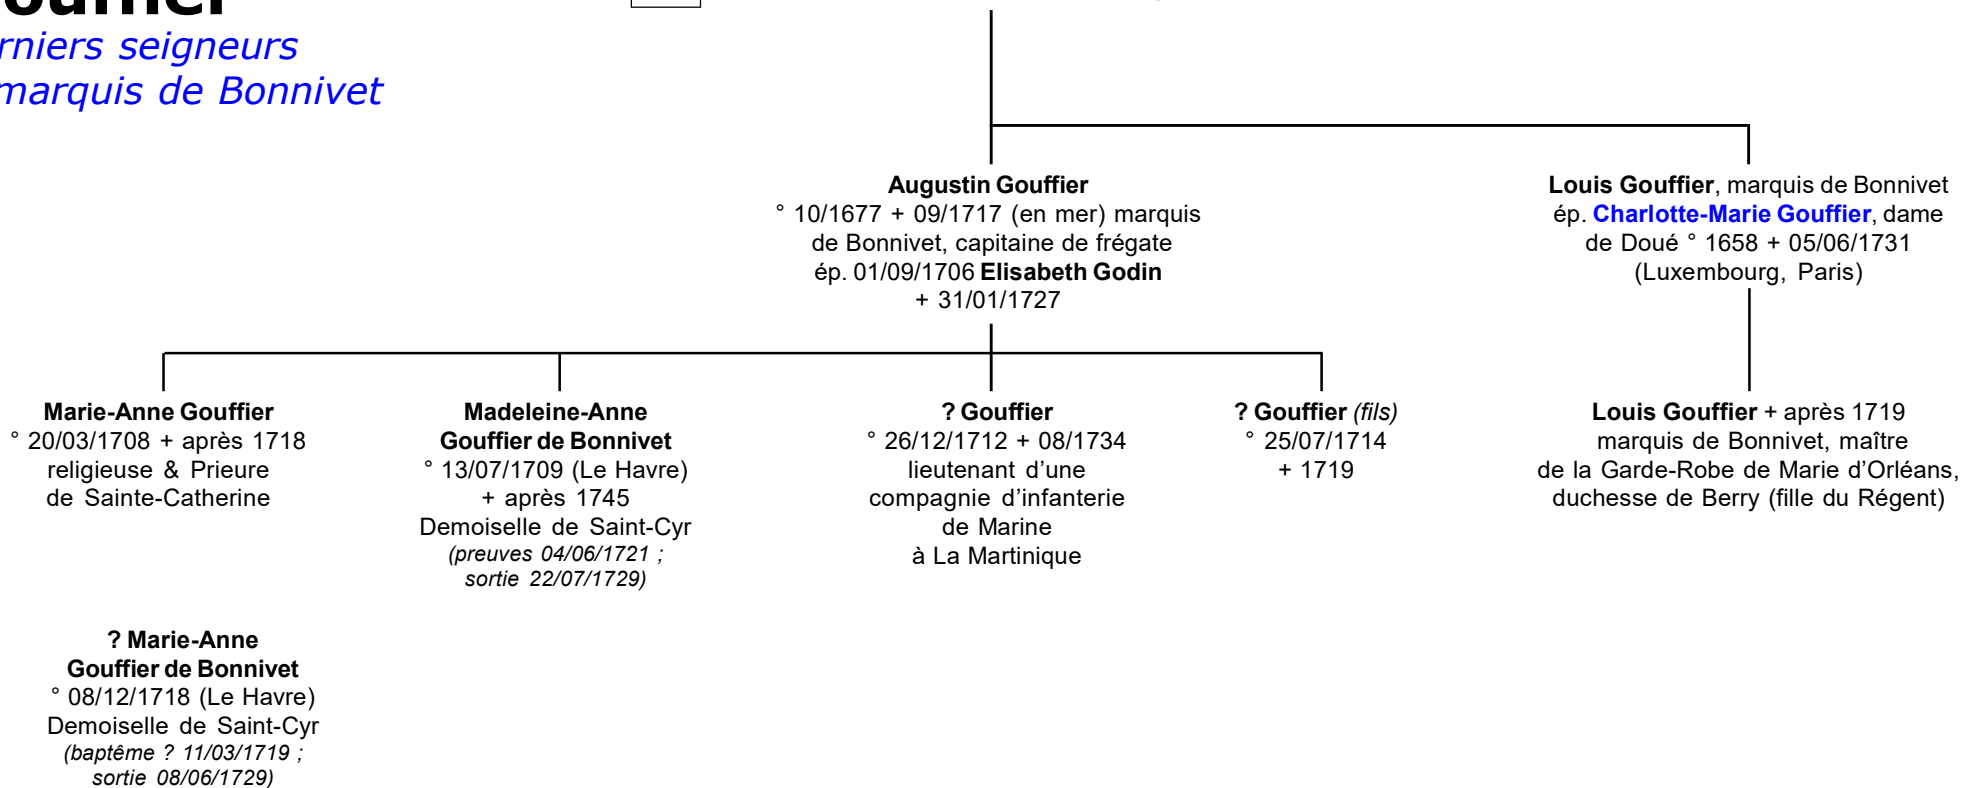 rniers seigneurs
marquis de Bonnivet
Augustin Gouffier
° 10/1677 + 09/1717 (en mer) marquis
de Bonnivet, capitaine de frégate
ép. 01/09/1706 Elisabeth Godin
+ 31/01/1727
Louis Gouffier, marquis de Bonnivet
ép. Charlotte-Marie Gouffier, dame
de Doué ° 1658 + 05/06/1731
(Luxembourg, Paris)
Marie-Anne Gouffier
° 20/03/1708 + après 1718
religieuse & Prieure
de Sainte-Catherine
Madeleine-Anne
Gouffier de Bonnivet
° 13/07/1709 (Le Havre)
+ après 1745
Demoiselle de Saint-Cyr
(preuves 04/06/1721 ;
sortie 22/07/1729)
? Gouffier
° 26/12/1712 + 08/1734
lieutenant d’une
compagnie d’infanterie
de Marine
à La Martinique
? Gouffier (fils)
° 25/07/1714
+ 1719
Louis Gouffier + après 1719
marquis de Bonnivet, maître
de la Garde-Robe de Marie d’Orléans,
duchesse de Berry (fille du Régent)
? Marie-Anne
Gouffier de Bonnivet
° 08/12/1718 (Le Havre)
Demoiselle de Saint-Cyr
(baptême ? 11/03/1719 ;
sortie 08/06/1729)